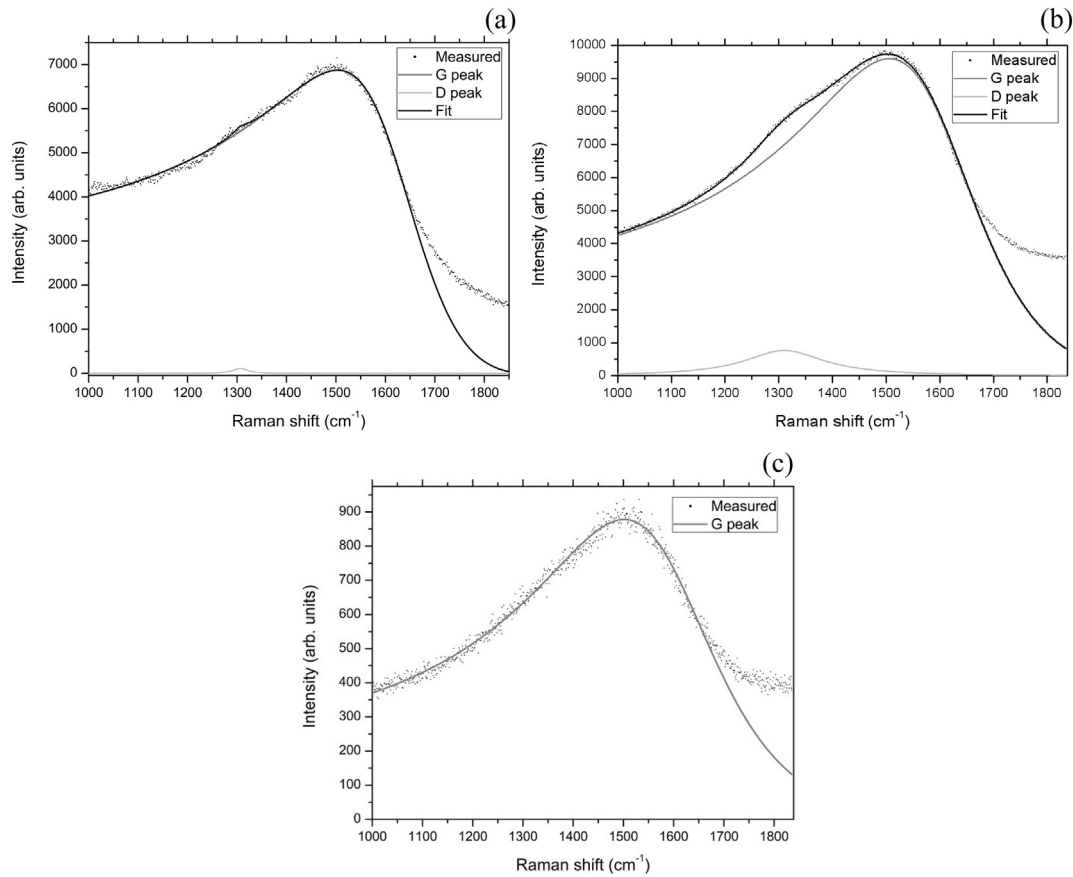 (a)
7000
6000
5000
4000
3000
2000
1000
0
Intensity (arb. units)
Measured
G peak
D peak
Fit
1000 1100 1200 1300 1400 1500 1600 1700 1800
Raman shift (cm⁻¹)
(b)
10000
9000
8000
7000
6000
5000
4000
3000
2000
1000
0
Intensity (arb. units)
Measured
G peak
D peak
Fit
1000 1100 1200 1300 1400 1500 1600 1700 1800
Raman shift (cm⁻¹)
(c)
900
800
700
600
500
400
300
200
100
0
Intensity (arb. units)
Measured
G peak
1000 1100 1200 1300 1400 1500 1600 1700 1800
Raman shift (cm⁻¹)